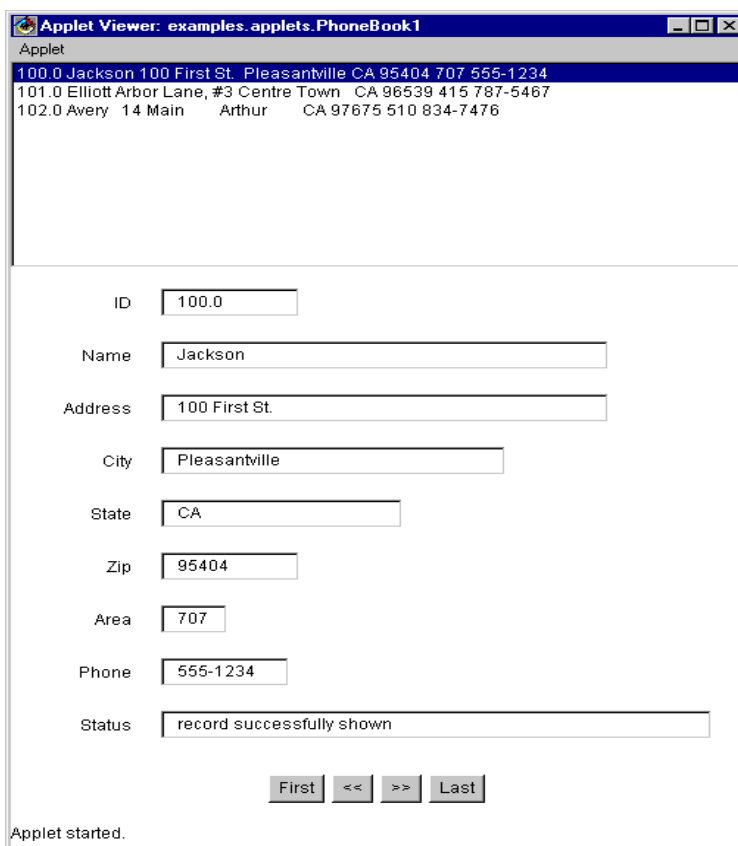 Applet Viewer: examples.applets.PhoneBook1
Applet
100.0 Jackson 100 First St. Pleasantville CA 95404 707 555-1234
101.0 Elliott Arbor Lane, #3 Centre Town CA 96539 415 787-5467
102.0 Avery 14 Main Arthur CA 97675 510 834-7476
ID 100.0
Name Jackson
Address 100 First St.
City Pleasantville
State CA
Zip 95404
Area 707
Phone 555-1234
Status record successfully shown
First << >> Last
Applet started.